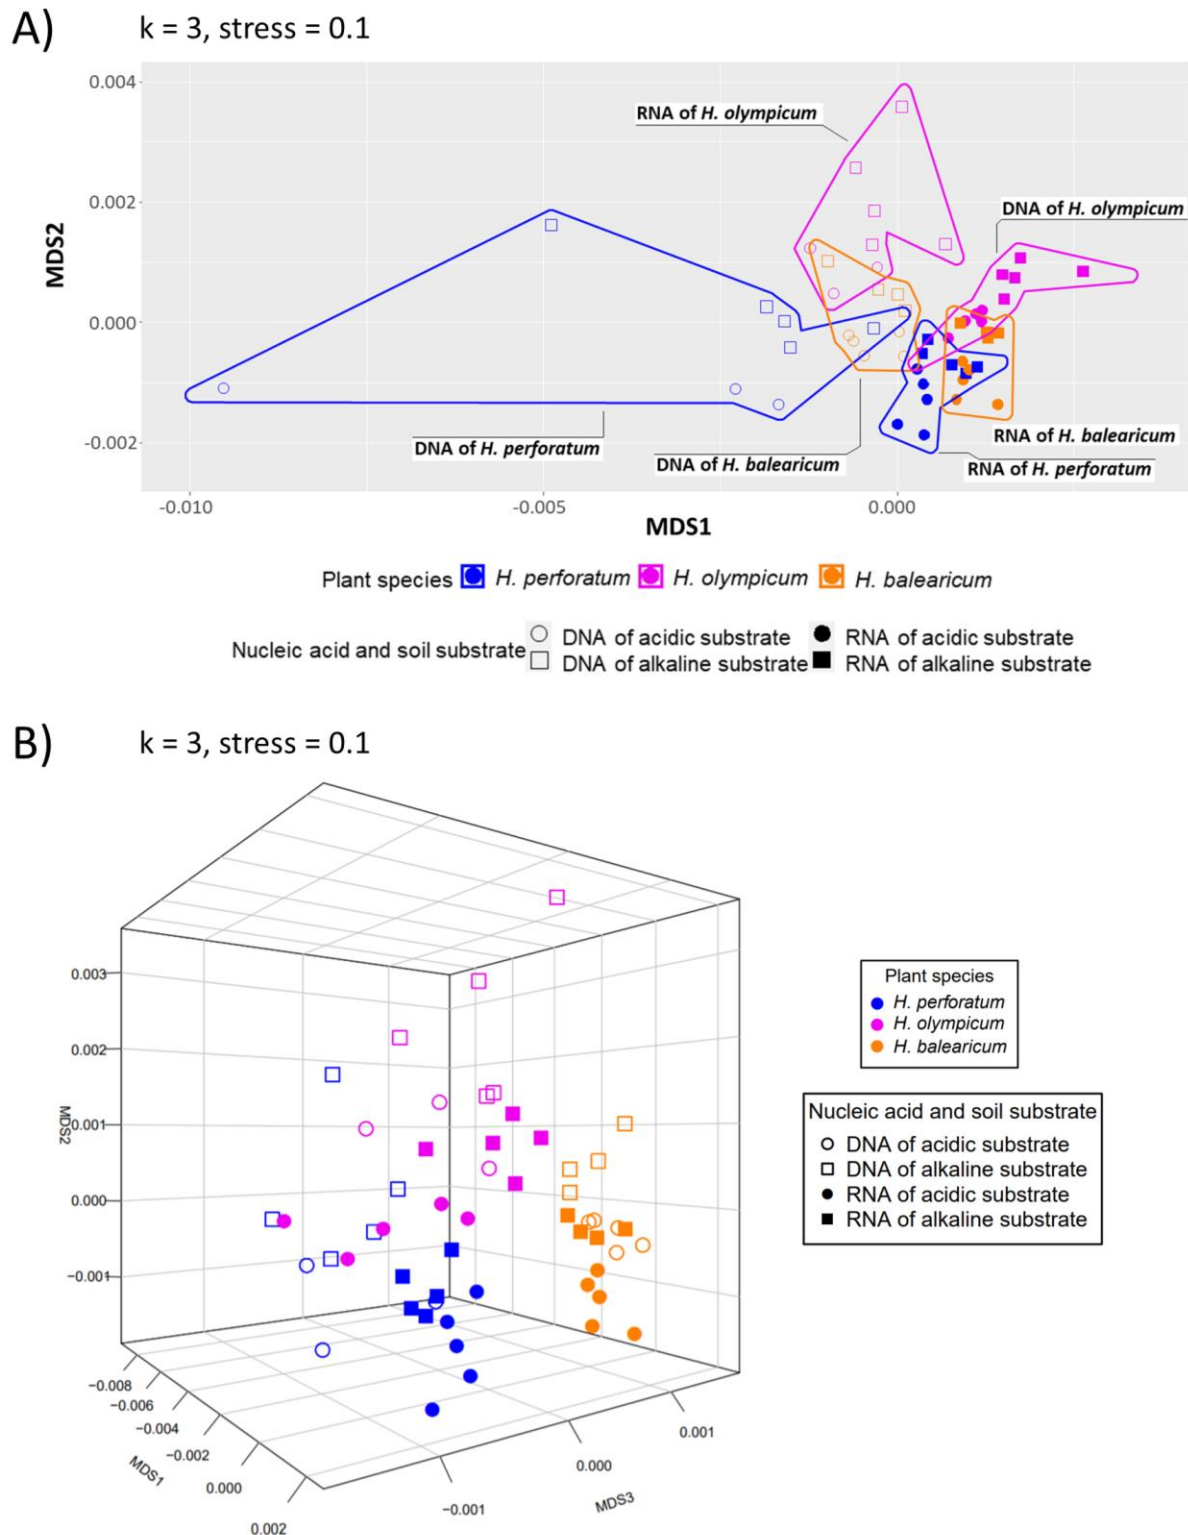 A)
k = 3, stress = 0.1
0.004
RNA of H. olympicum
0.002
DNA of H. olympicum
MDS2
0.000
-0.002
RNA of H. balearicum
DNA of H. perforatum
DNA of H. balearicum
RNA of H. perforatum
-0.010
-0.005
0.000
MDS1
Plant species H. perforatum H. olympicum H. balearicum
Nucleic acid and soil substrate
DNA of acidic substrate
RNA of acidic substrate
DNA of alkaline substrate
RNA of alkaline substrate
B)
k = 3, stress = 0.1
0.003
0.002
0.001
0.000
−0.001
MDS2
−0.008
−0.006
−0.004
−0.002
0.000
0.002
MDS1
−0.001
0.000
0.001
MDS3
Plant species
H. perforatum
H. olympicum
H. balearicum
Nucleic acid and soil substrate
DNA of acidic substrate
DNA of alkaline substrate
RNA of acidic substrate
RNA of alkaline substrate